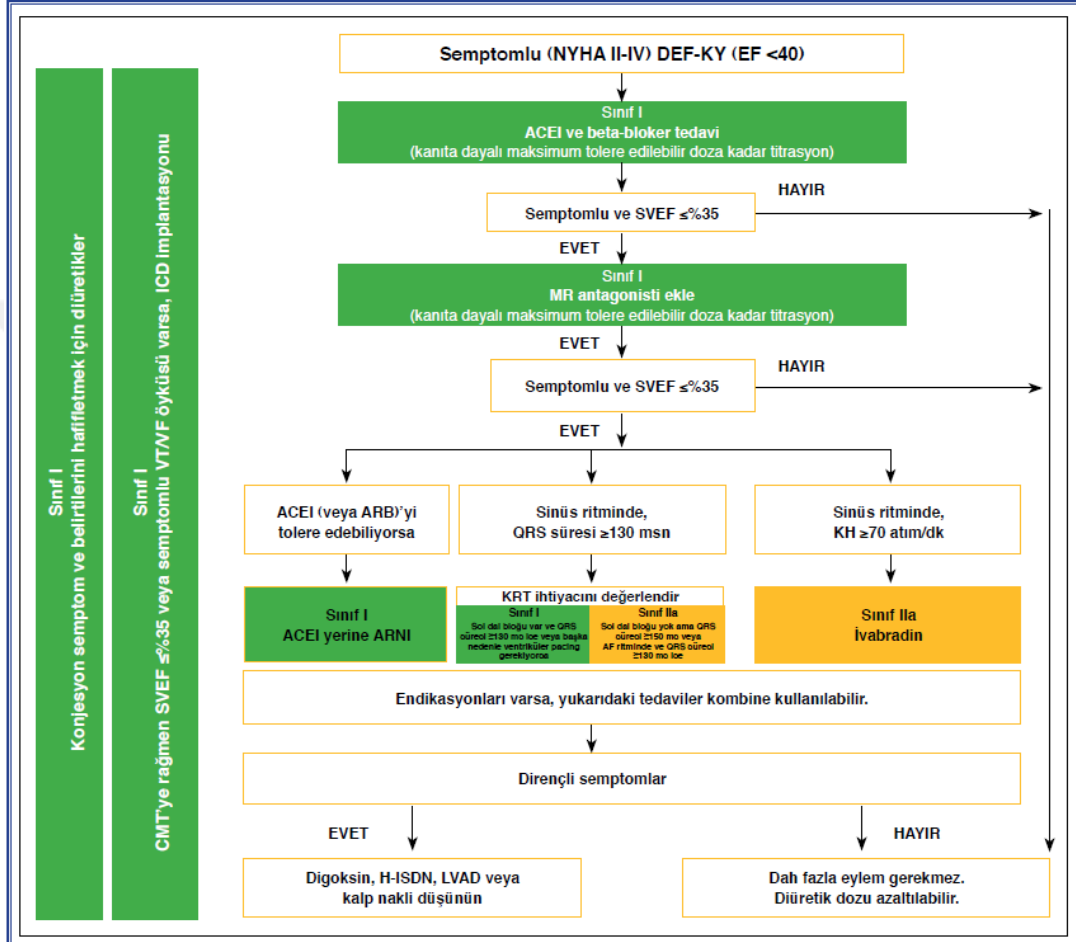 Semptomlu (NYHA II-IV) DEF-KY (EF <40)
Sınıf I
ACEI ve beta-bloker tedavi
(kanıta dayalı maksimum tolere edilebilir doza kadar titrasyon)
HAYIR
Semptomlu ve SVEF ≤%35
EVET
Sınıf I
MR antagonisti ekle
(kanıta dayalı maksimum tolere edilebilir doza kadar titrasyon)
EVET
HAYIR
Semptomlu ve SVEF ≤%35
EVET
ACEI (veya ARB)'yi
tolere edebiliyorsa
Sinüs ritminde,
QRS süresi ≥130 msn
Sinüs ritminde,
KH ≥70 atım/dk
Sınıf I
ACEI yerine ARNI
KRT ihtiyacını değerlendir
Sınıf I
Sol dal bloğu var ve QRS
süresi ≥130 ms ise veya başka
nedenle ventriküler pacing
gerekiyorsa
Sınıf IIa
Sol dal bloğu yok ama QRS
süresi ≥150 ms veya
AF ritminde ve QRS süresi
≥130 ms ise
Sınıf IIa
İvabradin
Endikasyonları varsa, yukarıdaki tedaviler kombine kullanılabilir.
Dirençli semptomlar
EVET
HAYIR
Digoksin, H-ISDN, LVAD veya
kalp nakli düşünün
Dah fazla eylem gerekmez.
Diüretik dozu azaltılabilir.
Sınıf I
Konjesyon semptom ve belirtilerini hafifletmek için diüretikler
Sınıf I
CMT'ye rağmen SVEF ≤%35 veya semptomlu VT/VF öyküsü varsa, ICD implantasyonu